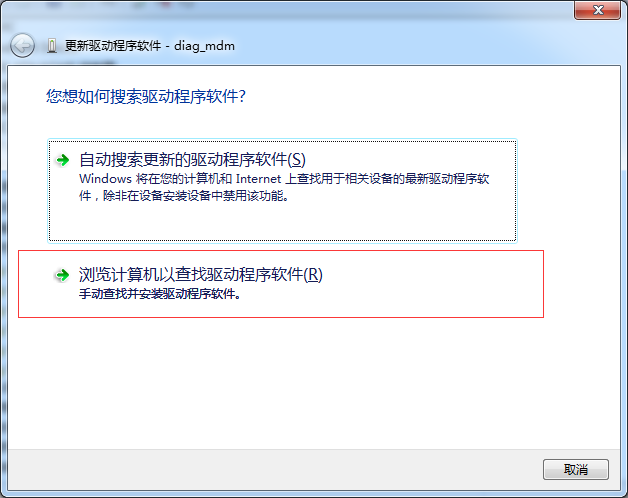 更新驱动程序软件 - diag_mdm
您想如何搜索驱动程序软件?
自动搜索更新的驱动程序软件(S)
Windows 将在您的计算机和 Internet 上查找用于相关设备的最新驱动程序软
件，除非在设备安装设备中禁用该功能。
浏览计算机以查找驱动程序软件(R)
手动查找并安装驱动程序软件。
取消